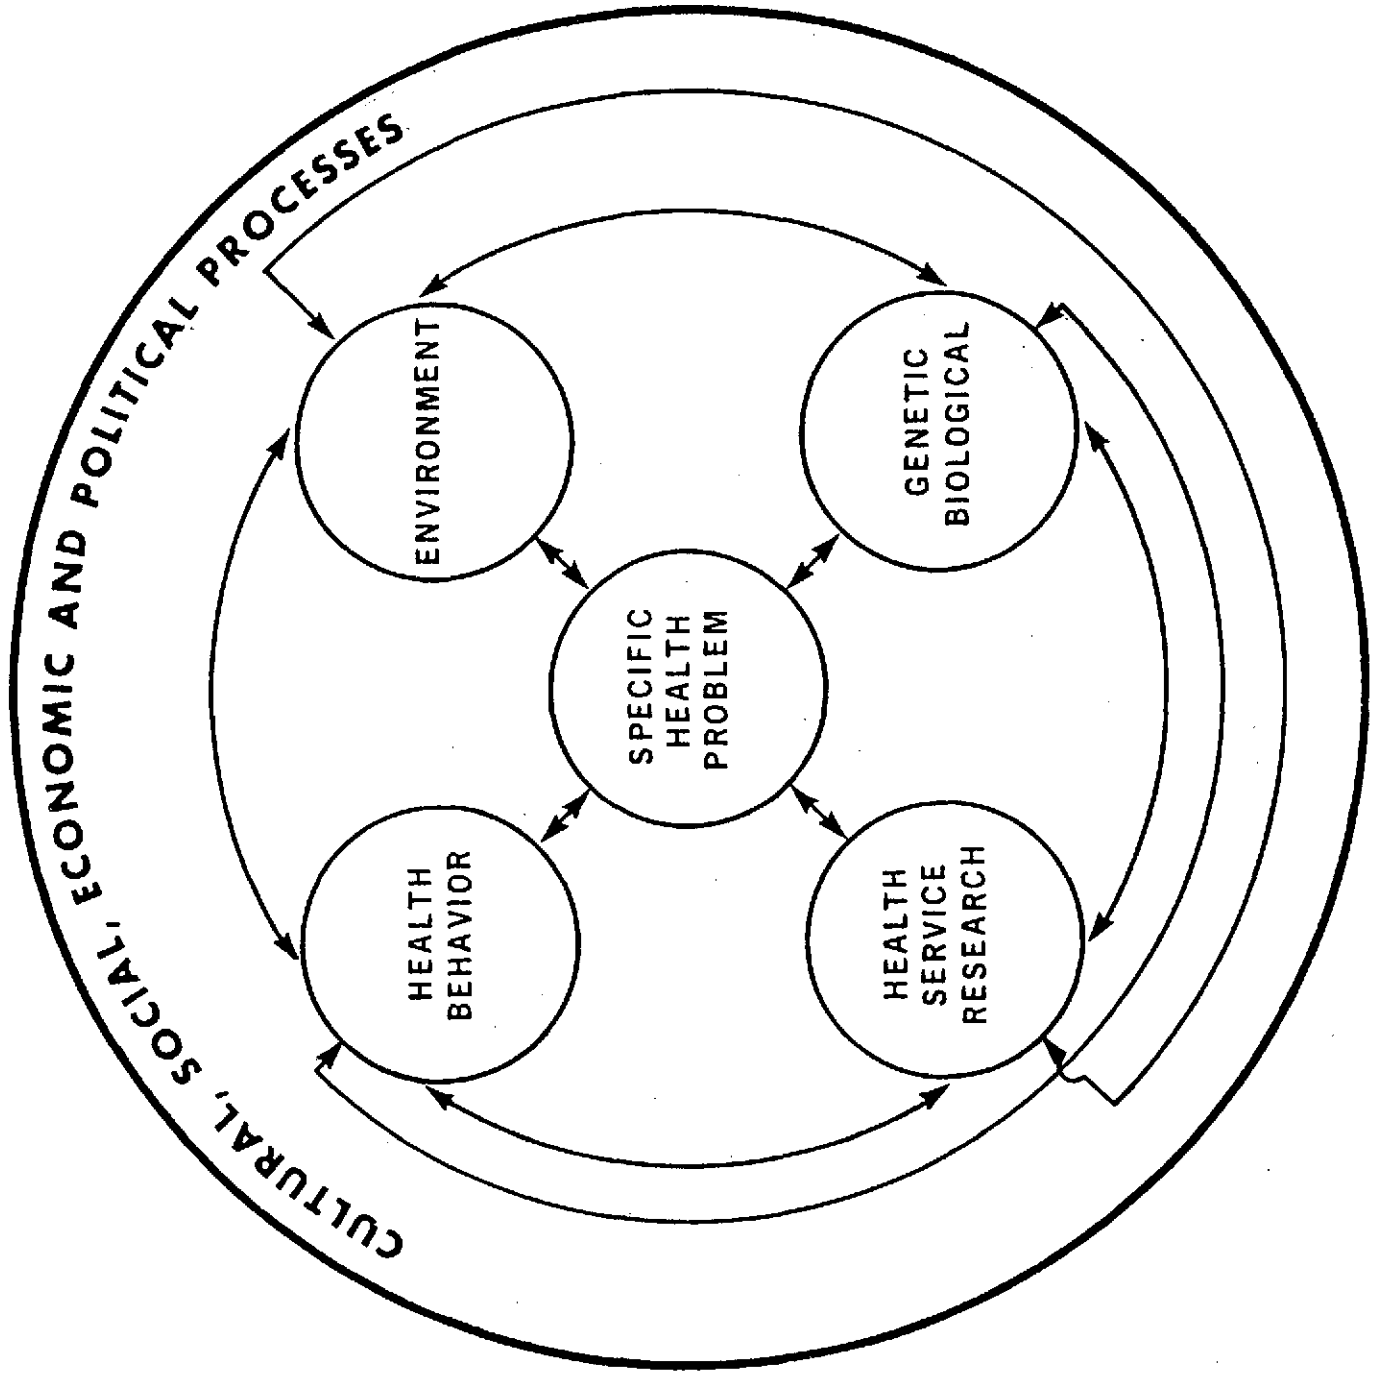 CULTURAL, SOCIAL, ECONOMIC AND POLITICAL PROCESSES
HEALTH
BEHAVIOR
ENVIRONMENT
SPECIFIC
HEALTH
PROBLEM
HEALTH
SERVICE
RESEARCH
GENETIC
BIOLOGICAL